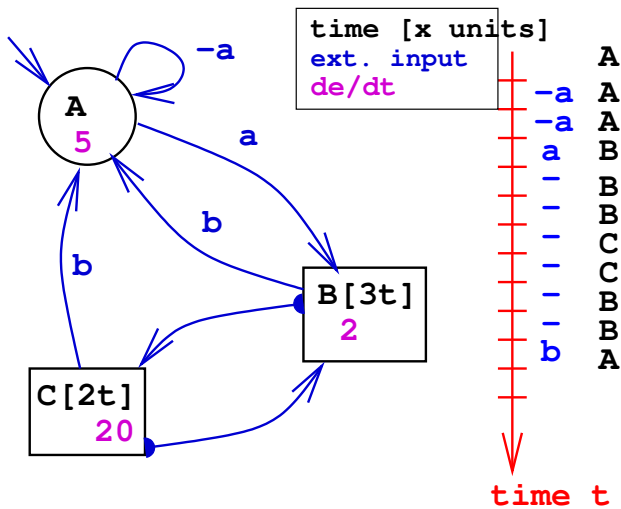 time [x units]
ext. input
de/dt
-a
A
5
a
b
b
B[3t]
2
C[2t]
20
A
-a A
-a A
a B
- B
- B
- C
- C
- B
- B
b A
time t